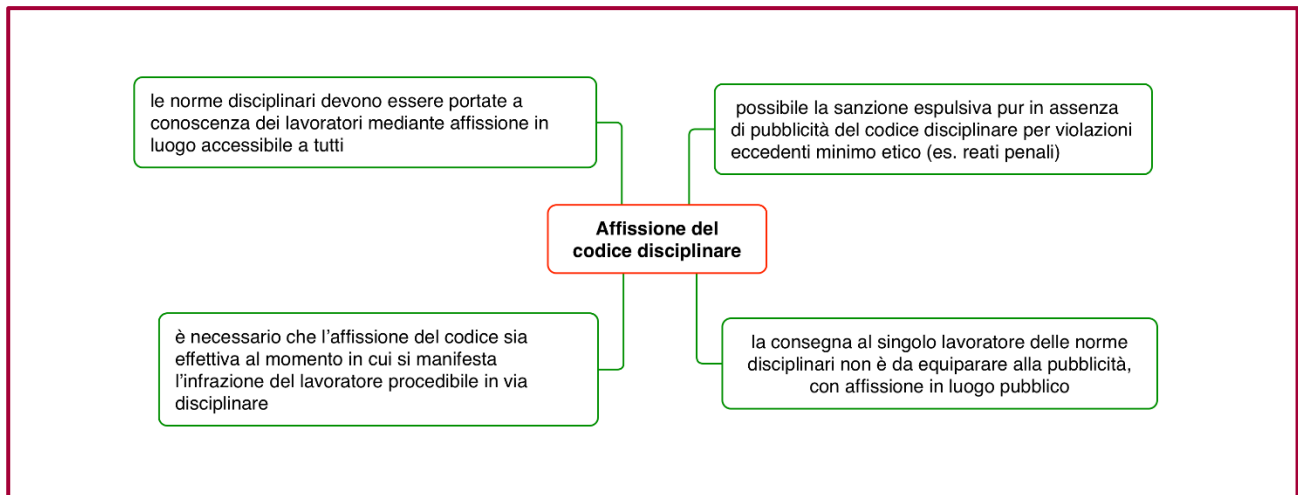 le norme disciplinari devono essere portate a
conoscenza dei lavoratori mediante affissione in
luogo accessibile a tutti
possibile la sanzione espulsiva pur in assenza
di pubblicità del codice disciplinare per violazioni
eccedenti minimo etico (es. reati penali)
Affissione del
codice disciplinare
è necessario che l'affissione del codice sia
effettiva al momento in cui si manifesta
l'infrazione del lavoratore procedibile in via
disciplinare
la consegna al singolo lavoratore delle norme
disciplinari non è da equiparare alla pubblicità,
con affissione in luogo pubblico